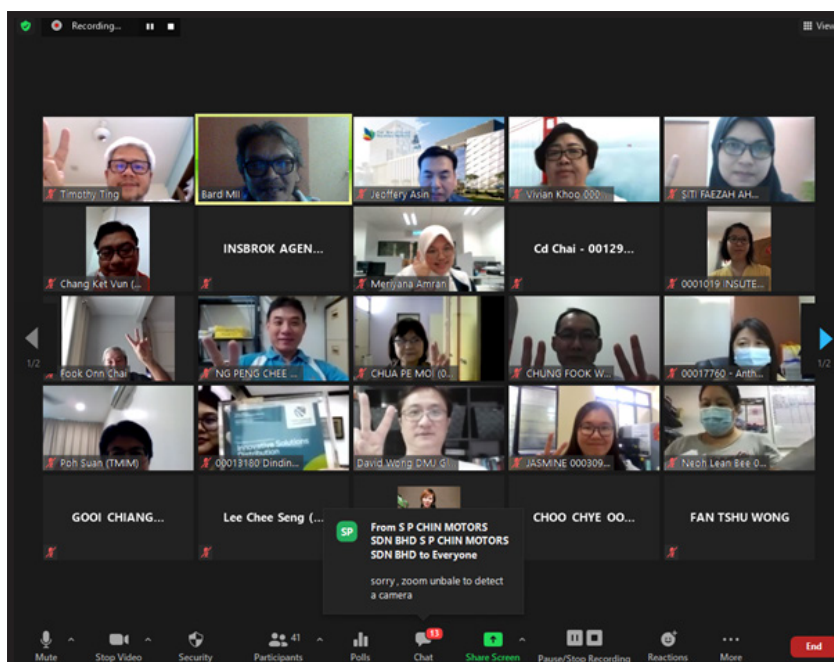 Recording...
View
Timothy Ting
Bard MII
Jeoffery Asin
Vivian Khoo 000
SITI FAEZAH AH...
Chang Ket Vun (...
INSBROK AGEN...
Meriyana Amran
Cd Chai - 00129...
0001019 INSUTE...
1/2
Fook Onn Chai
NG PENG CHEE ...
CHUA PE MOI (0...
CHUNG FOOK W...
00017760 - Anth...
1/2
Poh Suan (TMIM)
00013180 Dindin...
Innovative Solutions
Distribution
David Wong DMJ GI
JASMINE 000309...
Neoh Lean Bee 0...
GOOI CHIANG...
Lee Chee Seng (...
CHOO CHYE OO...
FAN TSHU WONG
SP
From S P CHIN MOTORS
SDN BHD S P CHIN MOTORS
SDN BHD to Everyone
sorry , zoom unbale to detect
a camera
Mute
Stop Video
Security
41
Participants
Polls
13
Chat
Share Screen
Pause/Stop Recording
Reactions
More
End